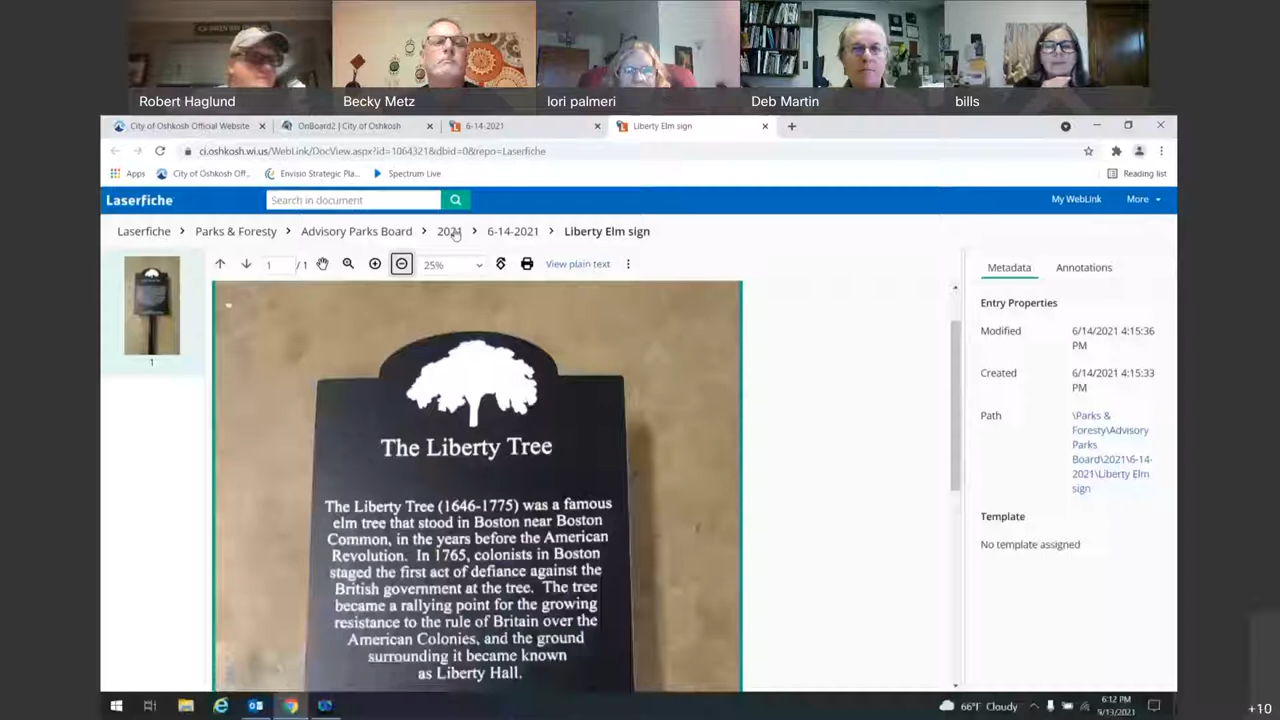 Robert Haglund
Becky Metz
lori palmeri
Deb Martin
bills
City of Oshkosh Official Website
OnBoard2 | City of Oshkosh
6-14-2021
Liberty Elm sign
ci.oshkosh.wi.us/WebLink/DocView.aspx?id=1064321&dbid=0&repo=Laserfiche
Apps
City of Oshkosh Off...
Envisio Strategic Pla...
Spectrum Live
Reading list
Laserfiche
Search in document
My WebLink
More
Laserfiche > Parks & Foresty > Advisory Parks Board > 2021 > 6-14-2021 > Liberty Elm sign
1 / 1
25%
View plain text
1
The Liberty Tree
The Liberty Tree (1646-1775) was a famous
elm tree that stood in Boston near Boston
Common, in the years before the American
Revolution. In 1765, colonists in Boston
staged the first act of defiance against the
British government at the tree. The tree
became a rallying point for the growing
resistance to the rule of Britain over the
American Colonies, and the ground
surrounding it became known
as Liberty Hall.
Metadata
Annotations
Entry Properties
Modified
6/14/2021 4:15:36
PM
Created
6/14/2021 4:15:33
PM
Path
\Parks &
Foresty\Advisory
Parks
Board\2021\6-14-
2021\Liberty Elm
sign
Template
No template assigned
66°F Cloudy
6:12 PM
9/13/2021
+10